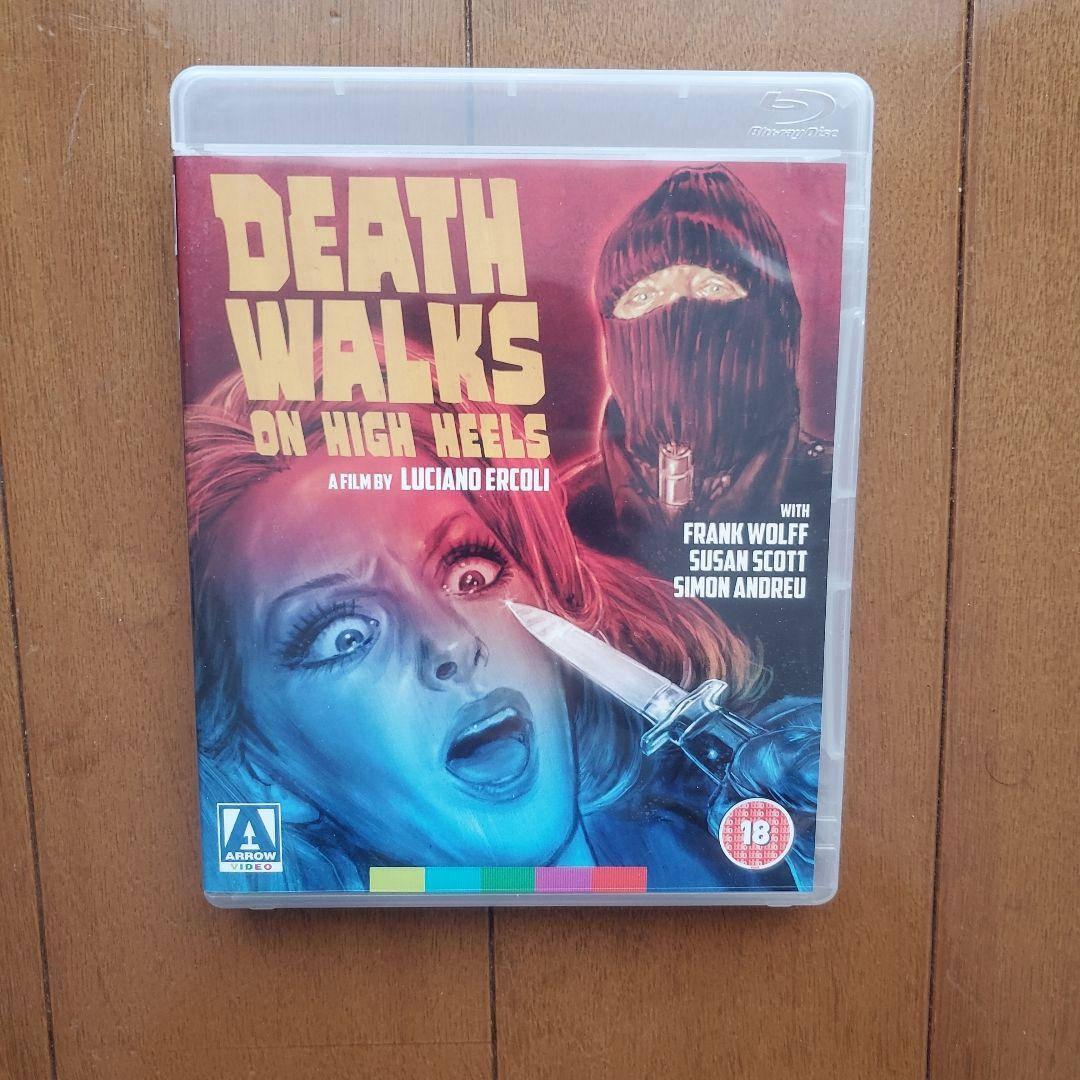 Blu-ray Disc
DEATH
WALKS
ON HIGH HEELS
A FILM BY LUCIANO ERCOLI
WITH
FRANK WOLFF
SUSAN SCOTT
SIMON ANDREU
A
ARROW
VIDEO
18